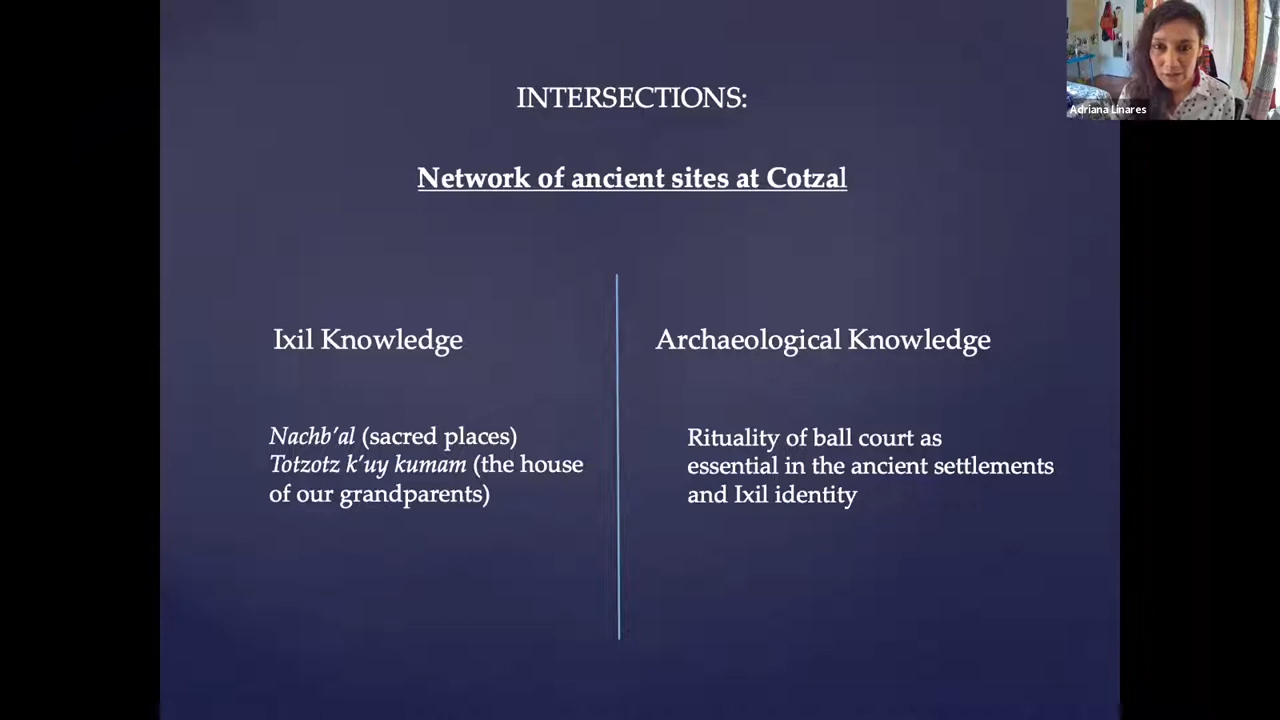 INTERSECTIONS:
Network of ancient sites at Cotzal
Ixil Knowledge
Nachb’al (sacred places)
Totzotz k’uy kumam (the house
of our grandparents)
Archaeological Knowledge
Rituality of ball court as
essential in the ancient settlements
and Ixil identity
Adriana Linares